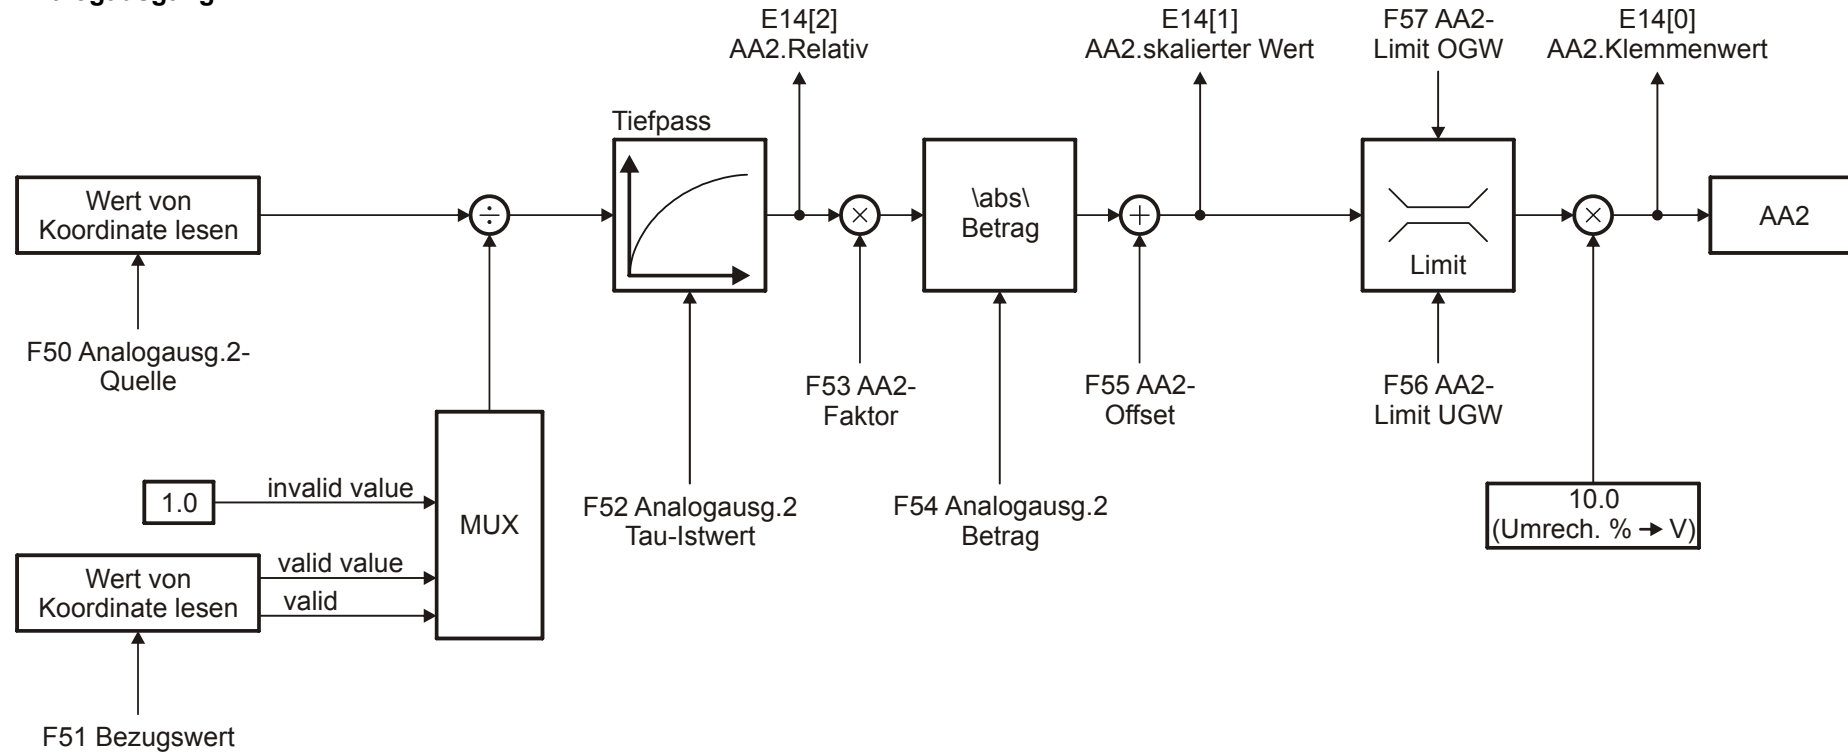 E14[2]
AA2.Relativ
E14[1]
AA2.skalierter Wert
F57 AA2-
Limit OGW
E14[0]
AA2.Klemmenwert
Tiefpass
Wert von
Koordinate lesen
÷
×
\abs\
Betrag
+
Limit
×
AA2
F50 Analogausg.2-
Quelle
F53 AA2-
Faktor
F55 AA2-
Offset
F56 AA2-
Limit UGW
1.0
invalid value
MUX
F52 Analogausg.2
Tau-Istwert
F54 Analogausg.2
Betrag
10.0
(Umrech. % → V)
Wert von
Koordinate lesen
valid value
valid
F51 Bezugswert